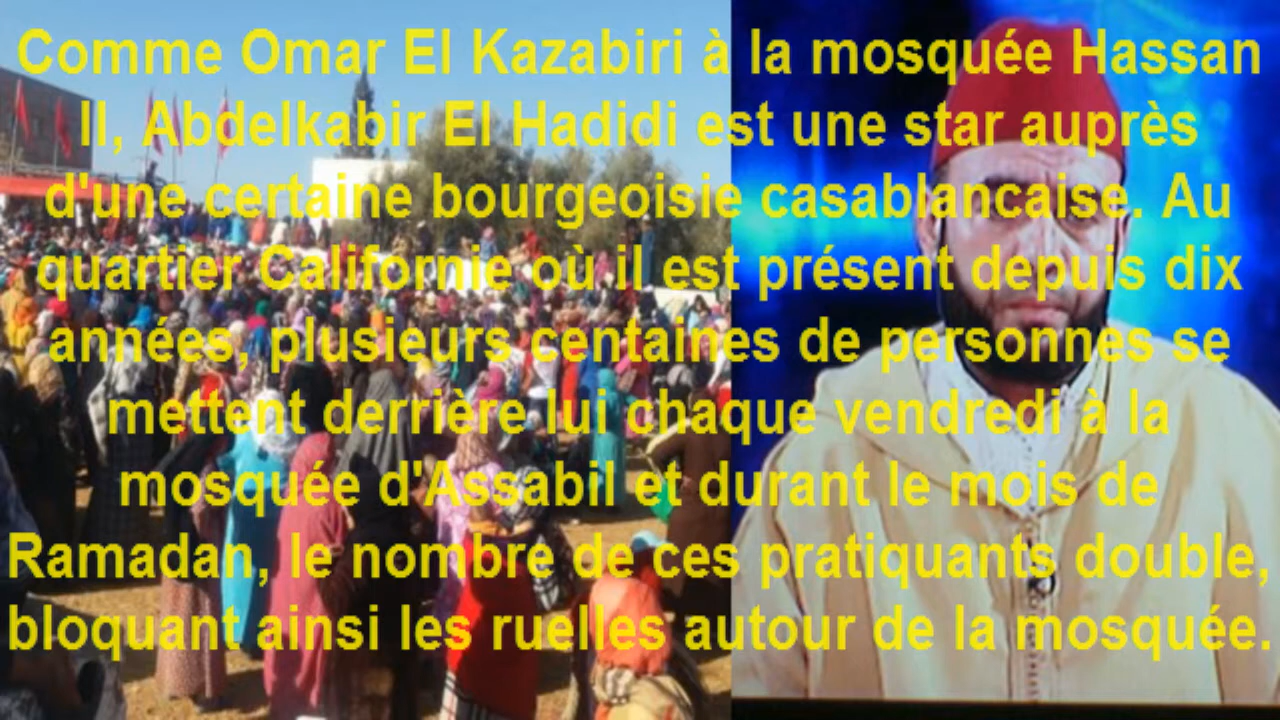 Comme Omar El Kazabiri à la mosquée Hassan
II, Abdelkabir El Hadidi est une star auprès
d'une certaine bourgeoisie casablancaise. Au
quartier Californie où il est présent depuis dix
années, plusieurs centaines de personnes se
mettent derrière lui chaque vendredi à la
mosquée d'Assabil et durant le mois de
Ramadan, le nombre de ces pratiquants double,
bloquant ainsi les ruelles autour de la mosquée.